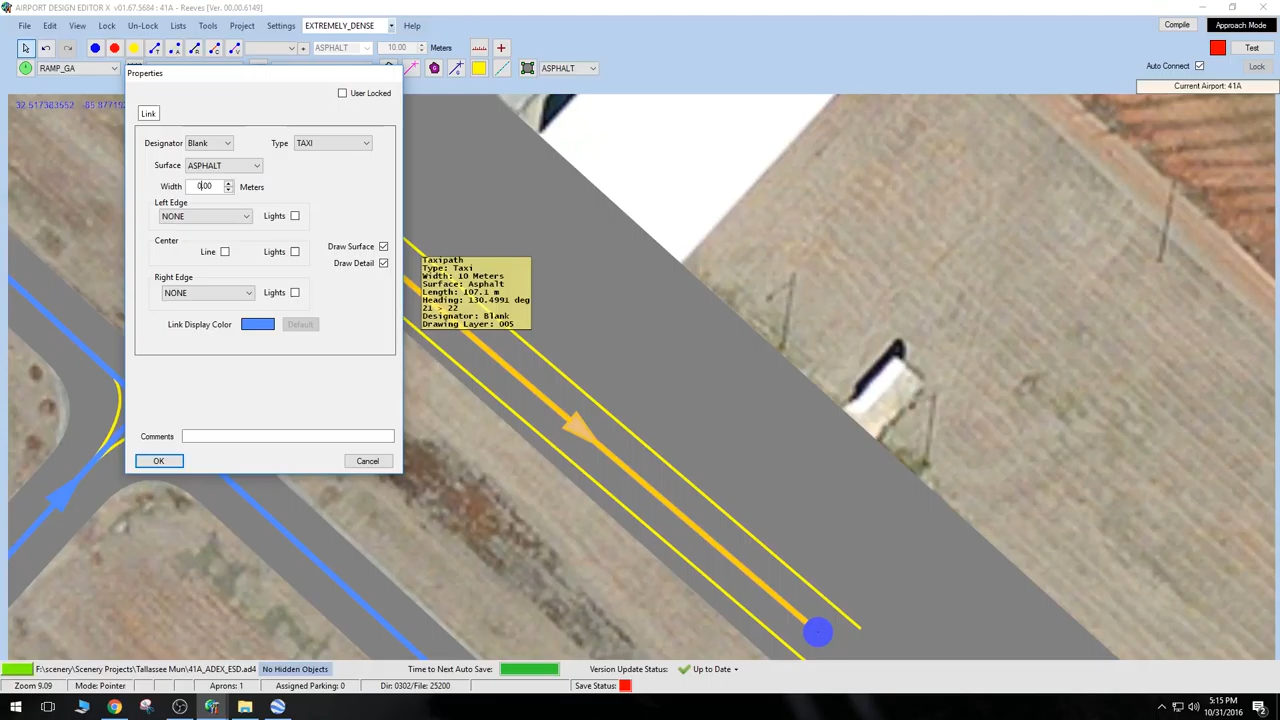 AIRPORT DESIGN EDITOR X v01.67.5684 : 41A - Reeves [Ver. 00.00.6149]
File Edit View Lock Un-Lock Lists Tools Project Settings EXTREMELY_DENSE Help
Compile Approach Mode
ASPHALT 10.00 Meters
Test
RAMP_GA
ASPHALT
Auto Connect Lock
Current Airport: 41A
32.517383552
Properties
User Locked
Link
Designator Blank Type TAXI
Surface ASPHALT
Width 0.00 Meters
Left Edge
NONE Lights
Center
Line Lights
Draw Surface
Draw Detail
Right Edge
NONE Lights
Link Display Color Default
Comments
OK Cancel
Taxipath
Type: Taxi
Width: 10 Meters
Surface: Asphalt
Length: 107.1 m
Heading: 130.4991 deg
21 > 22
Designator: Blank
Drawing Layer: 005
F:\scenery\Scenery Projects\Tallassee Mun\41A_ADEX_ESD.ad4 No Hidden Objects Time to Next Auto Save: Version Update Status: Up to Date
Zoom 9.09 Mode: Pointer Aprons: 1 Assigned Parking: 0 Dir: 0302/File: 25200 Save Status:
5:15 PM
10/31/2016
2